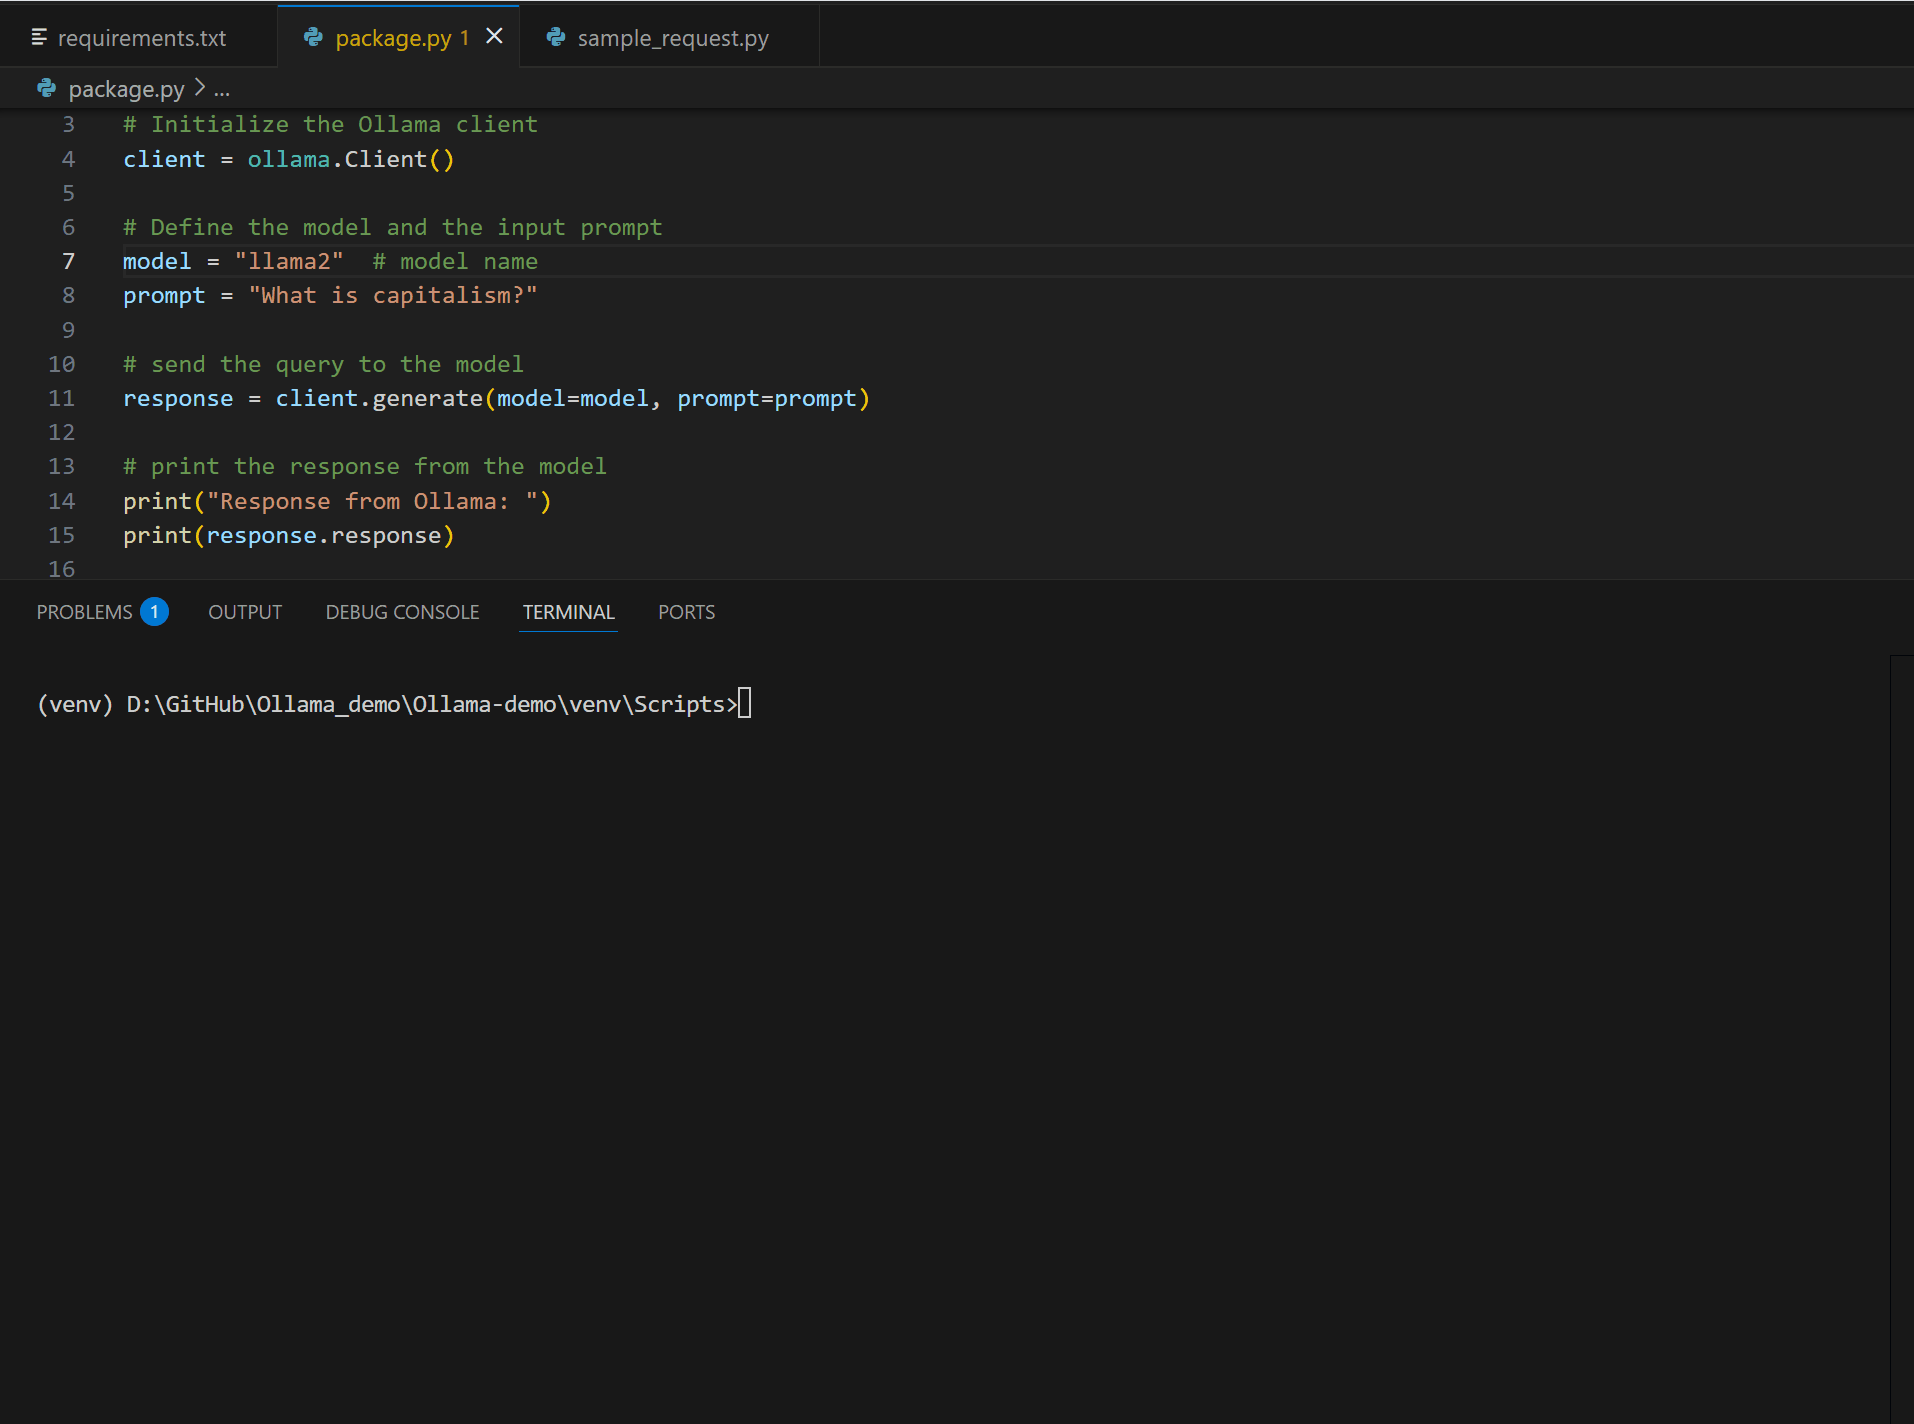 requirements.txt package.py 1 sample_request.py
package.py > ...
3 # Initialize the Ollama client
4 client = ollama.Client()
5
6 # Define the model and the input prompt
7 model = "llama2"  # model name
8 prompt = "What is capitalism?"
9
10 # send the query to the model
11 response = client.generate(model=model, prompt=prompt)
12
13 # print the response from the model
14 print("Response from Ollama: ")
15 print(response.response)
16
PROBLEMS 1 OUTPUT DEBUG CONSOLE TERMINAL PORTS
(venv) D:\GitHub\Ollama_demo\Ollama-demo\venv\Scripts>